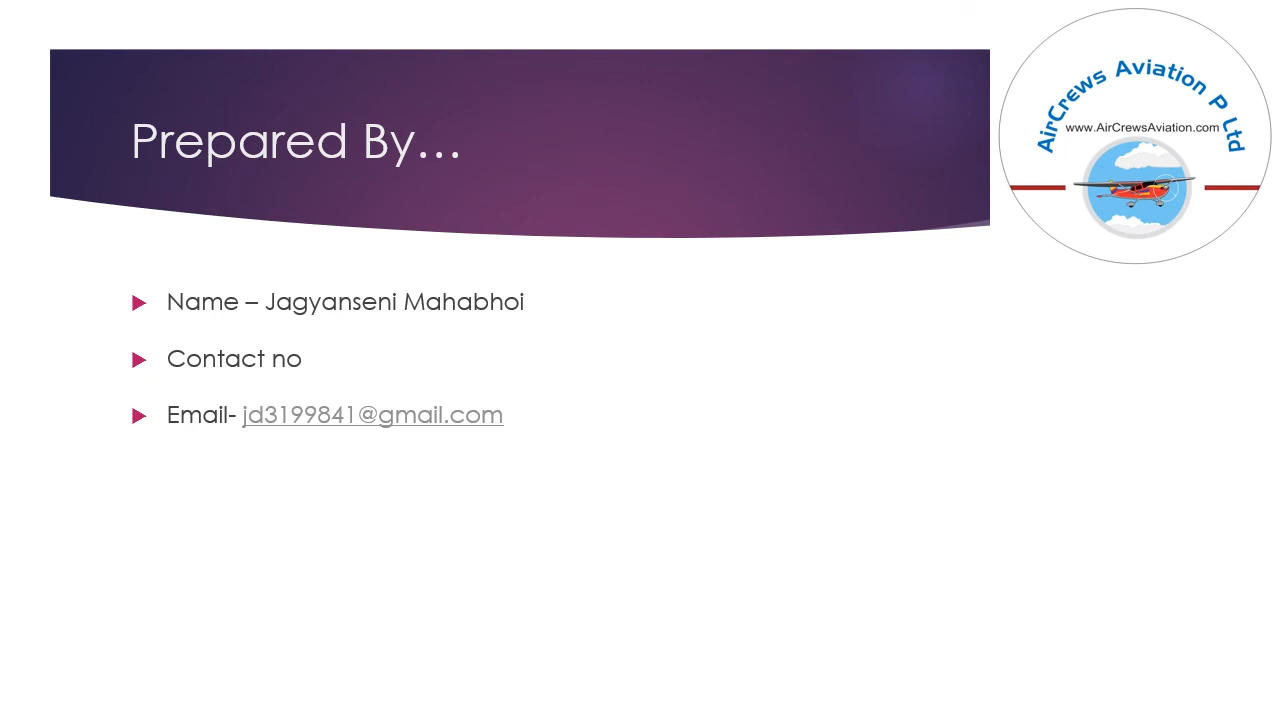 Prepared By…
AirCrews Aviation P Ltd
www.AirCrewsAviation.com
Name – Jagyanseni Mahabhoi
Contact no
Email- jd3199841@gmail.com